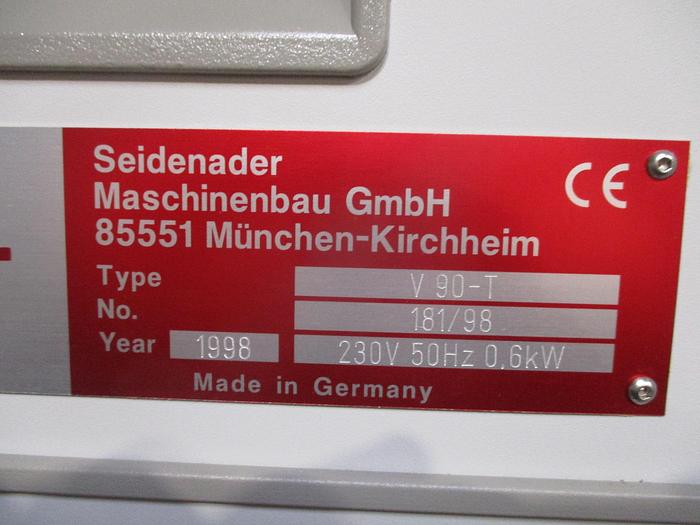 Seidenader
Maschinenbau GmbH
85551 München-Kirchheim
CE
Type V 90-T
No. 181/98
Year 1998 230V 50Hz 0,6kW
Made in Germany